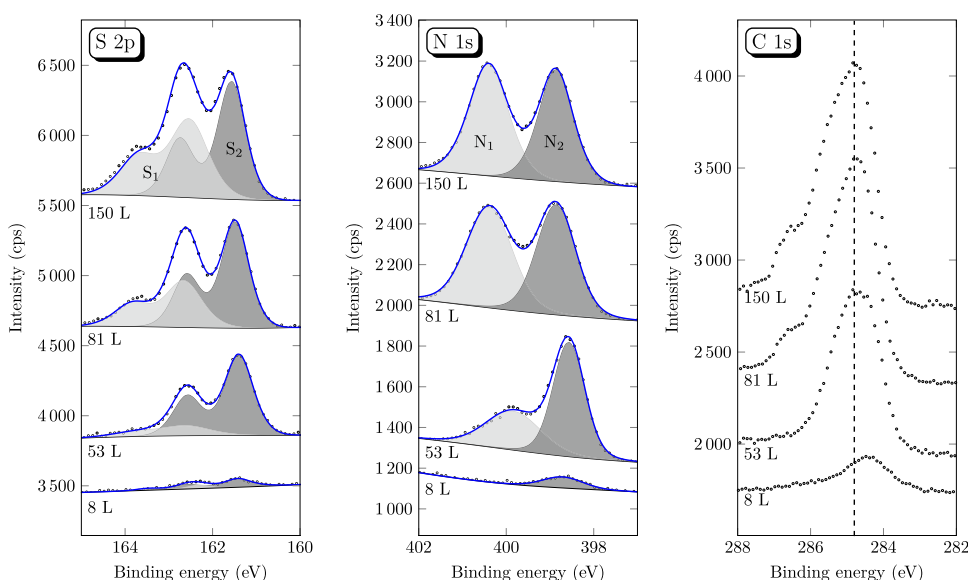 S 2p
Intensity (cps)
6 500
6 000
5 500
5 000
4 500
4 000
3 500
S₁
S₂
150 L
81 L
53 L
8 L
164
162
160
Binding energy (eV)
N 1s
Intensity (cps)
3 400
3 200
3 000
2 800
2 600
2 400
2 200
2 000
1 800
1 600
1 400
1 200
1 000
N₁
N₂
150 L
81 L
53 L
8 L
402
400
398
Binding energy (eV)
C 1s
Intensity (cps)
4 000
3 500
3 000
2 500
2 000
150 L
81 L
53 L
8 L
288
286
284
282
Binding energy (eV)